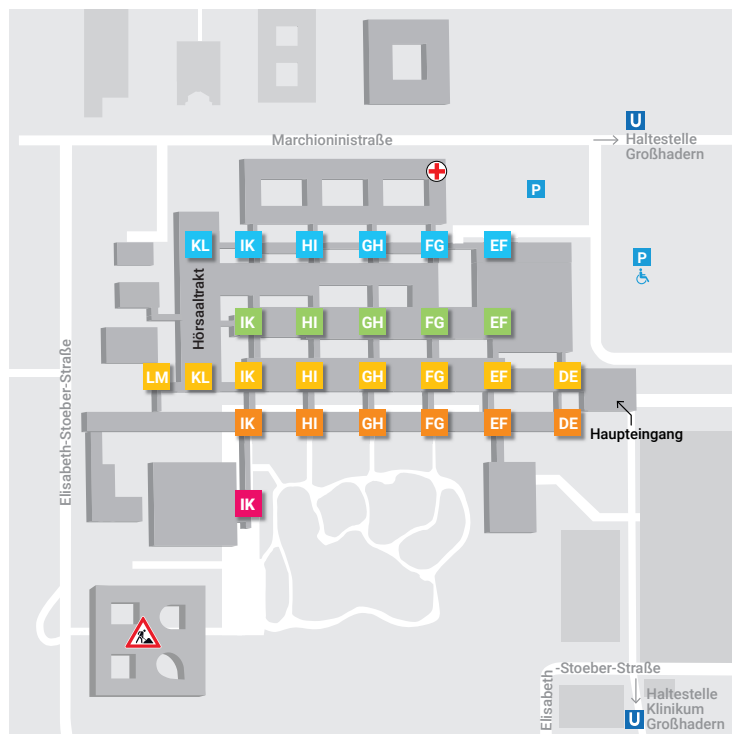 Marchioninistraße
U
Haltestelle
Großhadern
P
P
KL IK HI GH FG EF
Hörsaaltrakt
IK HI GH FG EF
LM KL IK HI GH FG EF DE
IK HI GH FG EF DE
Haupteingang
Elisabeth-Stoeber-Straße
IK
Elisabeth-Stoeber-Straße
U
Haltestelle
Klinikum
Großhadern